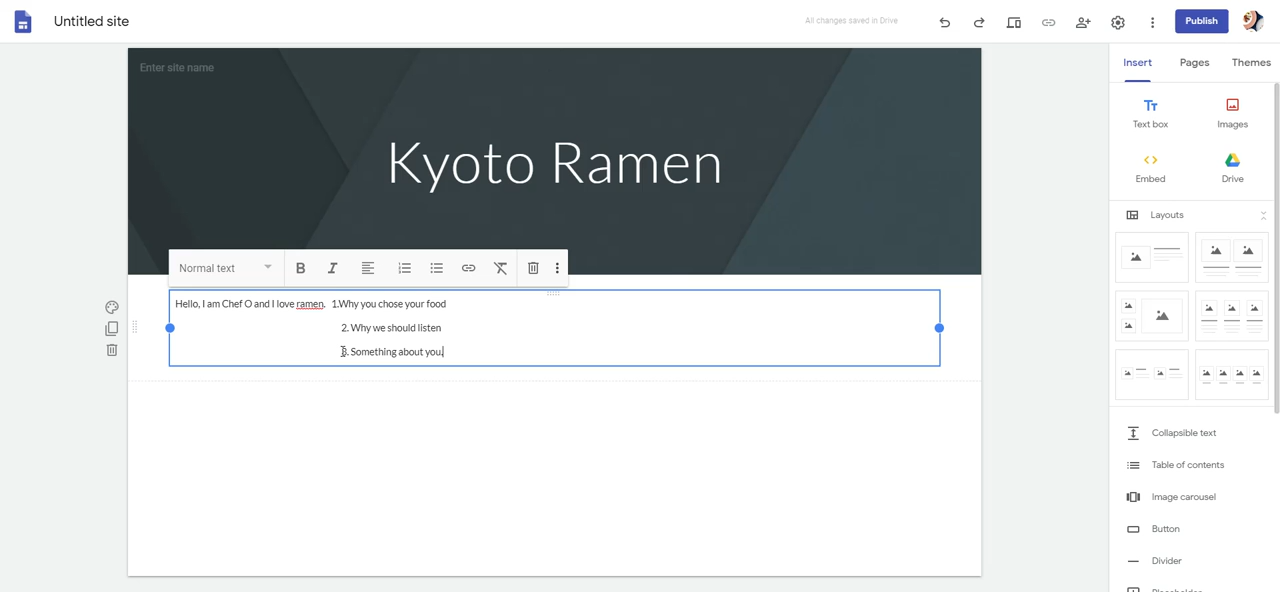 Untitled site
All changes saved in Drive
Publish
Enter site name
Kyoto Ramen
Insert
Pages
Themes
Text box
Images
Embed
Drive
Layouts
Normal text
Hello, I am Chef O and I love ramen. 1.Why you chose your food
2. Why we should listen
3. Something about you.
Collapsible text
Table of contents
Image carousel
Button
Divider
Placeholder